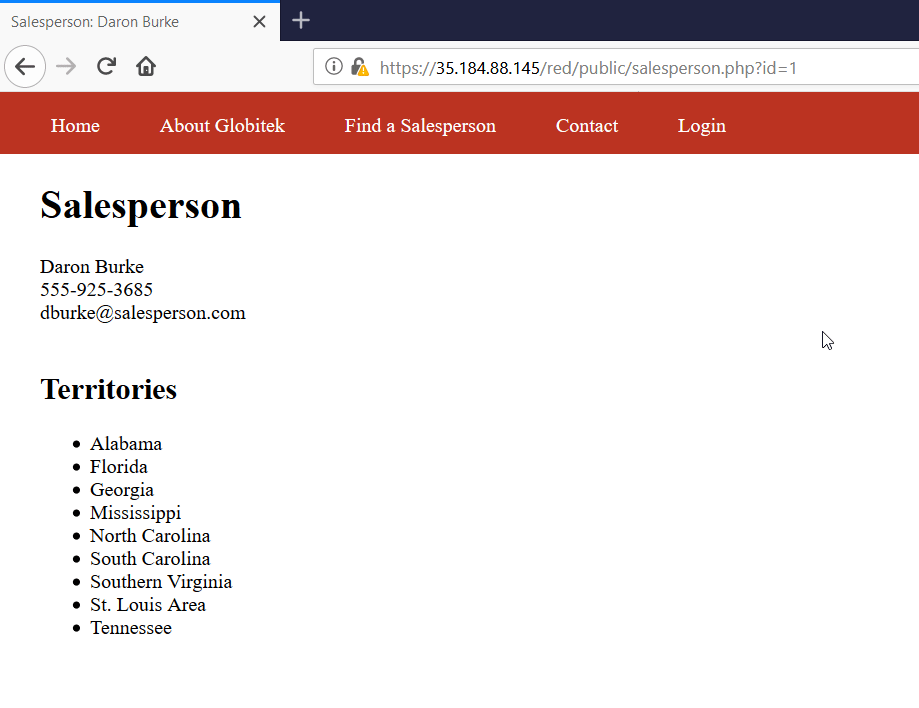 Salesperson: Daron Burke
https://35.184.88.145/red/public/salesperson.php?id=1
Home About Globitek Find a Salesperson Contact Login
Salesperson
Daron Burke
555-925-3685
dburke@salesperson.com
Territories
Alabama
Florida
Georgia
Mississippi
North Carolina
South Carolina
Southern Virginia
St. Louis Area
Tennessee